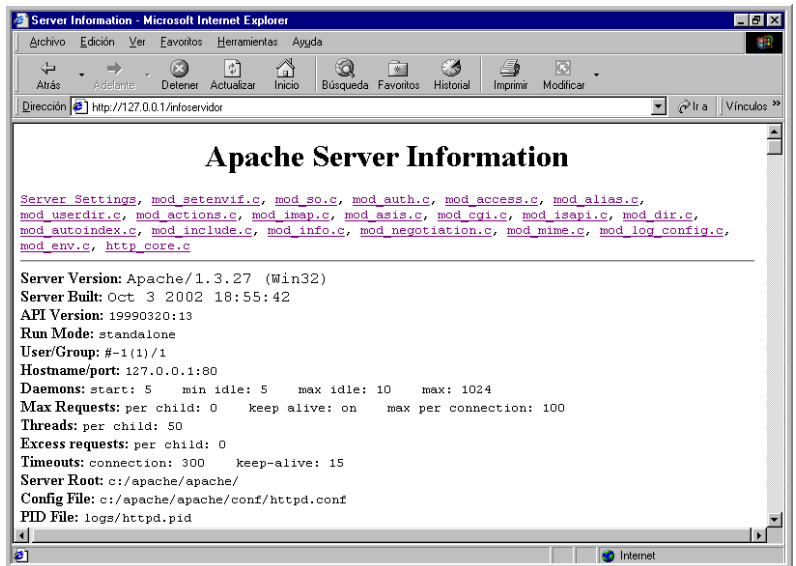 Server Information - Microsoft Internet Explorer
Archivo Edición Ver Favoritos Herramientas Ayuda
Atrás Adelante Detener Actualizar Inicio Búsqueda Favoritos Historial Imprimir Modificar
Dirección http://127.0.0.1/infoservidor Ir a Vínculos »
Apache Server Information
Server Settings, mod_setenvif.c, mod_so.c, mod_auth.c, mod_access.c, mod_alias.c,
mod_userdir.c, mod_actions.c, mod_imap.c, mod_asis.c, mod_cgi.c, mod_isapi.c, mod_dir.c,
mod_autoindex.c, mod_include.c, mod_info.c, mod_negotiation.c, mod_mime.c, mod_log_config.c,
mod_env.c, http_core.c
Server Version: Apache/1.3.27 (Win32)
Server Built: Oct 3 2002 18:55:42
API Version: 19990320:13
Run Mode: standalone
User/Group: #-1(1)/1
Hostname/port: 127.0.0.1:80
Daemons: start: 5 min idle: 5 max idle: 10 max: 1024
Max Requests: per child: 0 keep alive: on max per connection: 100
Threads: per child: 50
Excess requests: per child: 0
Timeouts: connection: 300 keep-alive: 15
Server Root: c:/apache/apache/
Config File: c:/apache/apache/conf/httpd.conf
PID File: logs/httpd.pid
Internet